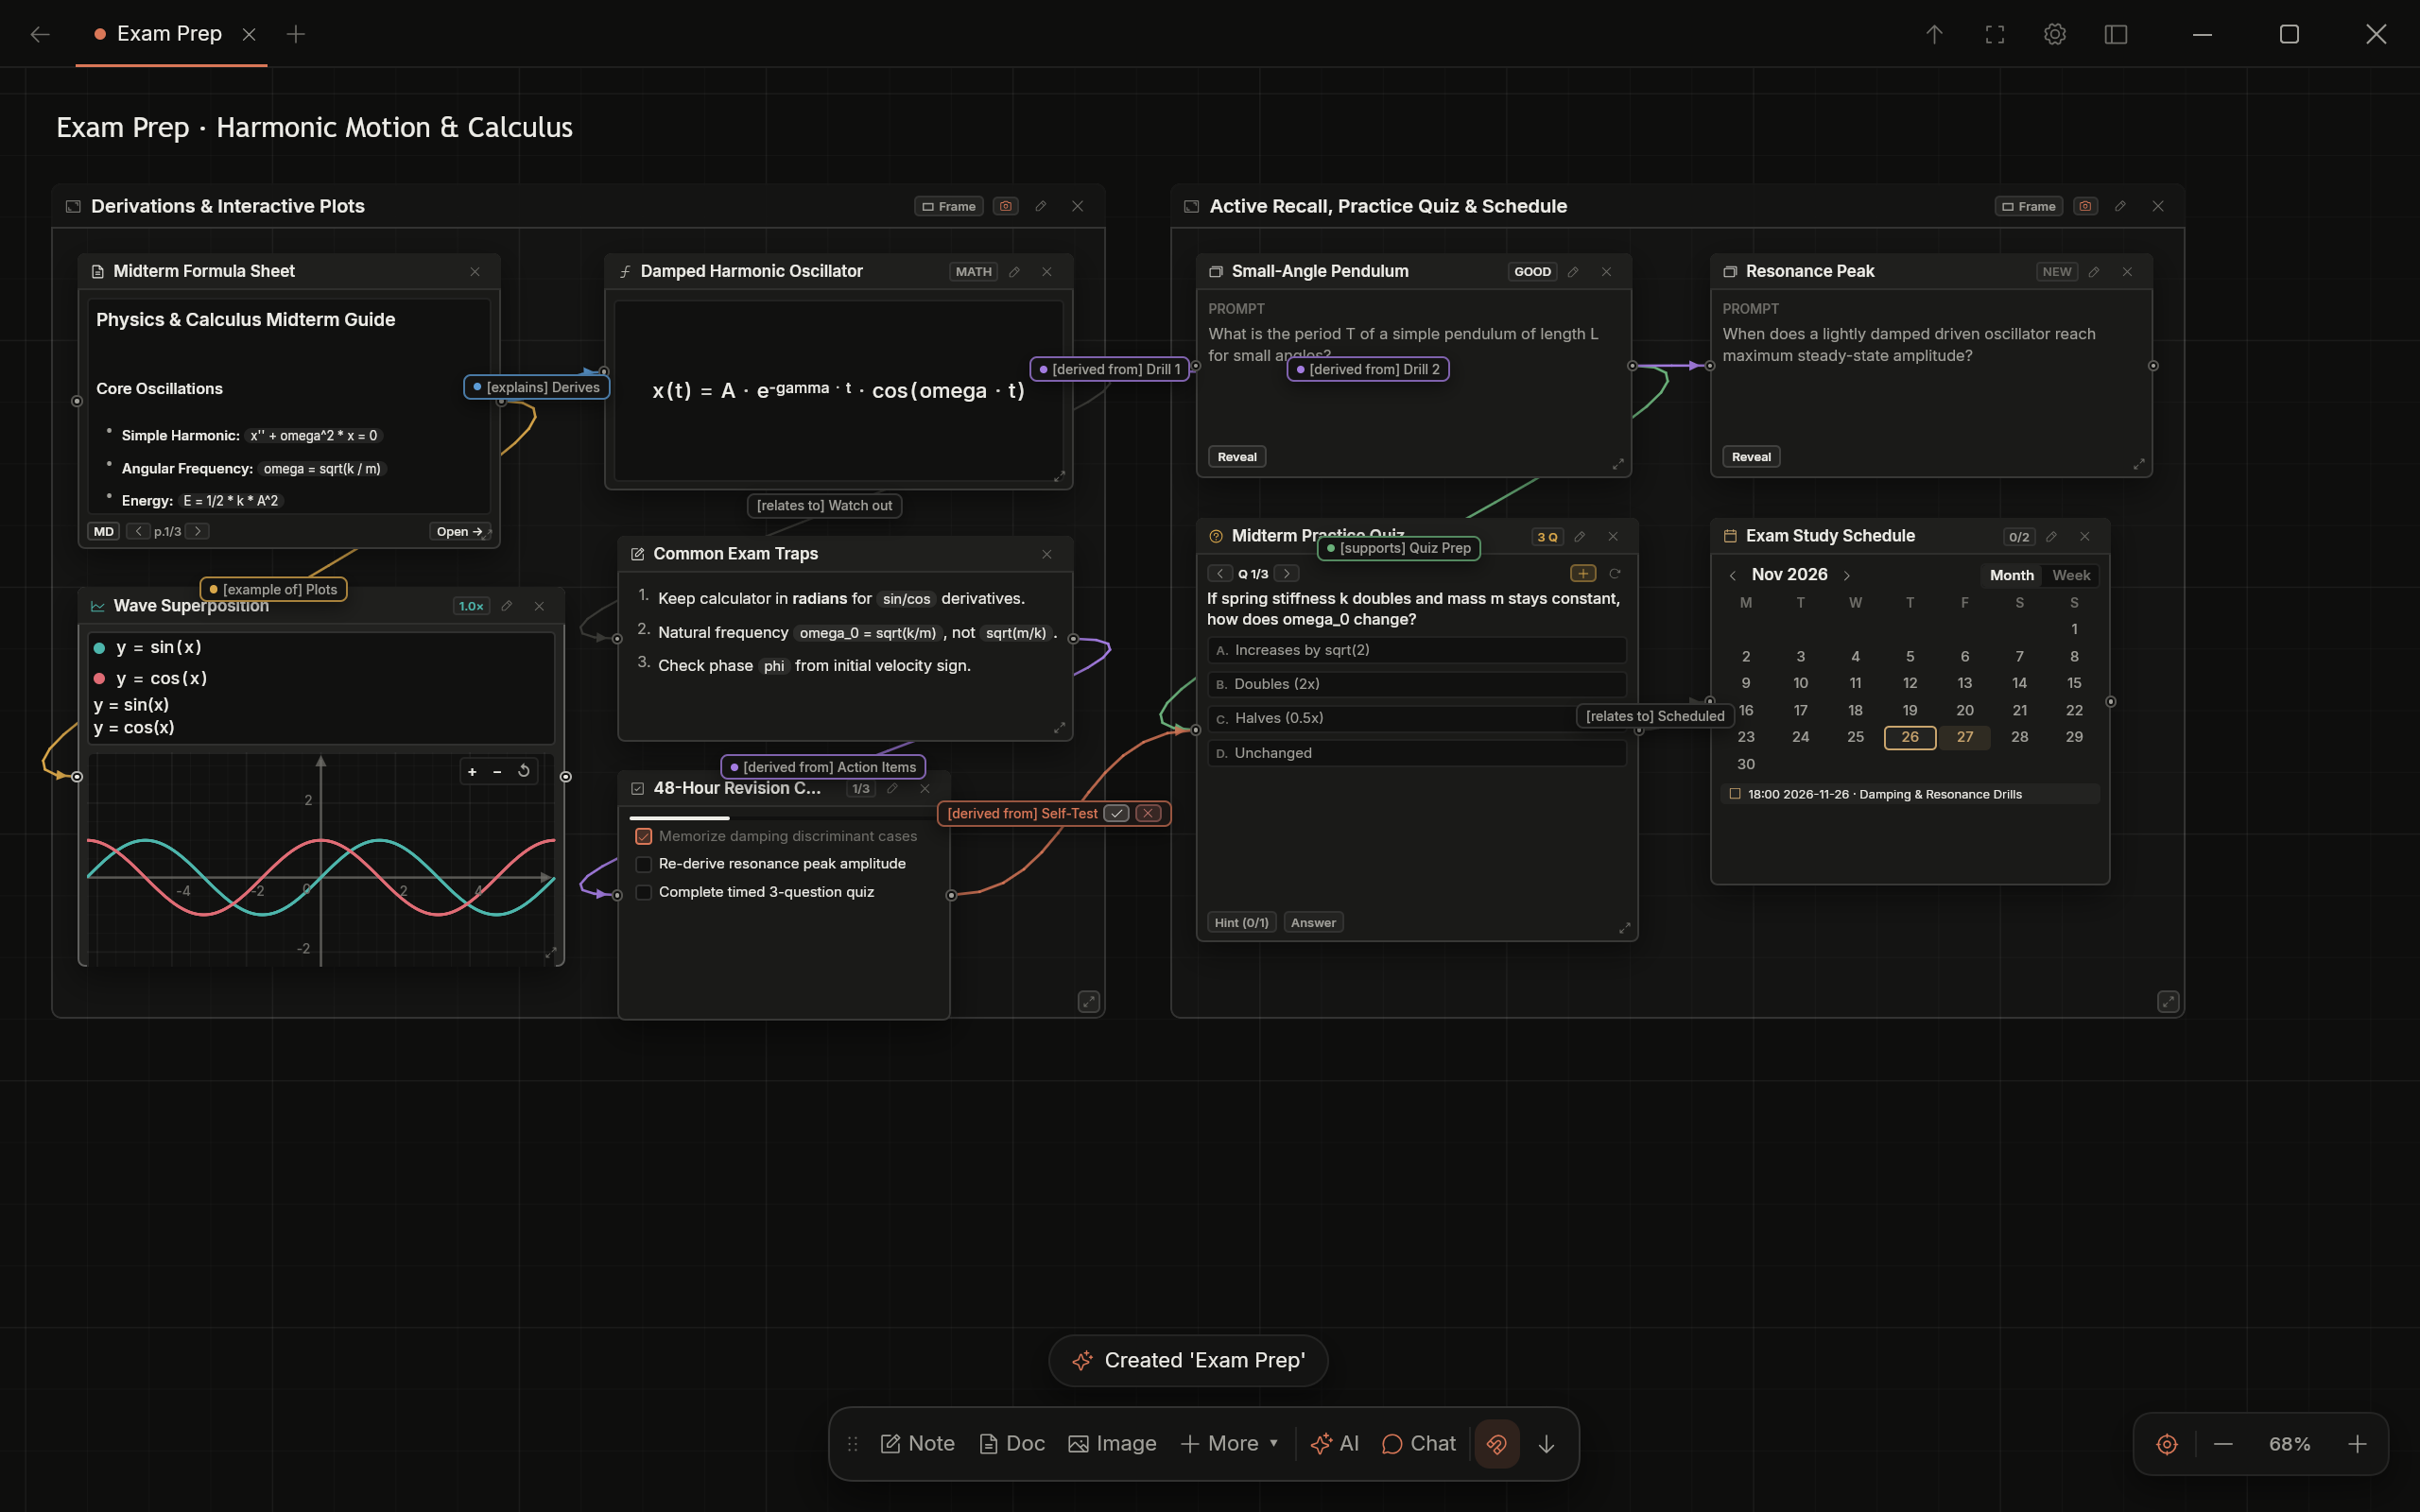 Exam Prep
Exam Prep · Harmonic Motion & Calculus
Derivations & Interactive Plots
Frame
Midterm Formula Sheet
Physics & Calculus Midterm Guide
Core Oscillations
Simple Harmonic: x'' + omega^2 * x = 0
Angular Frequency: omega = sqrt(k / m)
Energy: E = 1/2 * k * A^2
MD
p.1/3
Open →
[explains] Derives
Damped Harmonic Oscillator
MATH
x(t) = A · e^-gamma · t · cos(omega · t)
[relates to] Watch out
[example of] Plots
Wave Superposition
1.0×
y = sin(x)
y = cos(x)
y = sin(x)
y = cos(x)
+ −
2
-4 -2 0 2 4
-2
Common Exam Traps
1. Keep calculator in radians for sin/cos derivatives.
2. Natural frequency omega_0 = sqrt(k/m) , not sqrt(m/k) .
3. Check phase phi from initial velocity sign.
[derived from] Action Items
48-Hour Revision C...
1/3
Memorize damping discriminant cases
Re-derive resonance peak amplitude
Complete timed 3-question quiz
[derived from] Self-Test
Active Recall, Practice Quiz & Schedule
Frame
Small-Angle Pendulum
GOOD
PROMPT
What is the period T of a simple pendulum of length L
for small angles?
[derived from] Drill 1
[derived from] Drill 2
Reveal
Resonance Peak
NEW
PROMPT
When does a lightly damped driven oscillator reach
maximum steady-state amplitude?
Reveal
Midterm Practice Quiz
3 Q
[supports] Quiz Prep
Q 1/3
If spring stiffness k doubles and mass m stays constant,
how does omega_0 change?
A. Increases by sqrt(2)
B. Doubles (2x)
C. Halves (0.5x)
D. Unchanged
Hint (0/1)
Answer
[relates to] Scheduled
Exam Study Schedule
0/2
Nov 2026
Month
Week
M T W T F S S
1
2 3 4 5 6 7 8
9 10 11 12 13 14 15
16 17 18 19 20 21 22
23 24 25 26 27 28 29
30
18:00 2026-11-26 · Damping & Resonance Drills
Created 'Exam Prep'
Note
Doc
Image
More
AI
Chat
68%